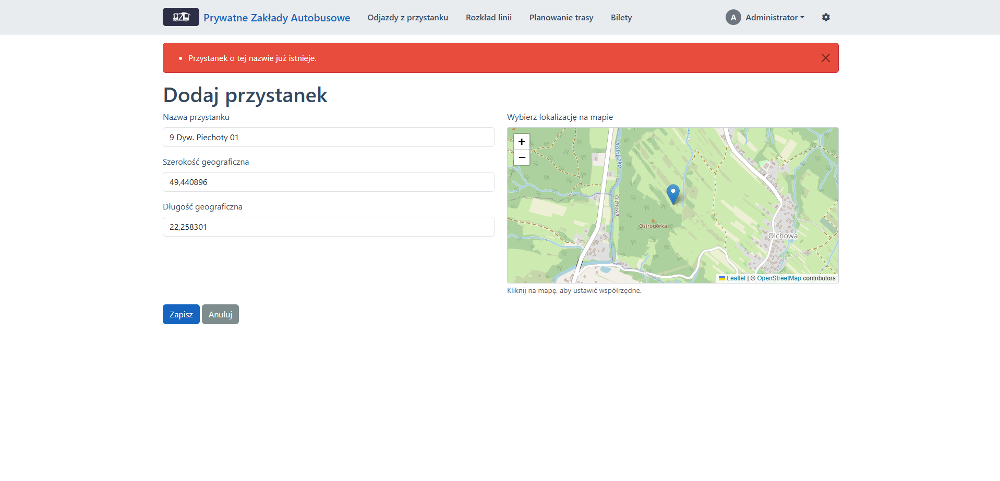 PZA Prywatne Zakłady Autobusowe Odjazdy z przystanku Rozkład linii Planowanie trasy Bilety A Administrator
Przystanek o tej nazwie już istnieje.
Dodaj przystanek
Nazwa przystanku
9 Dyw. Piechoty 01
Szerokość geograficzna
49,440896
Długość geograficzna
22,258301
Wybierz lokalizację na mapie
+
−
Kalniczka
Olchowa
Ostrogórka
Olchowa
Leaflet | © OpenStreetMap contributors
Kliknij na mapę, aby ustawić współrzędne.
Zapisz Anuluj